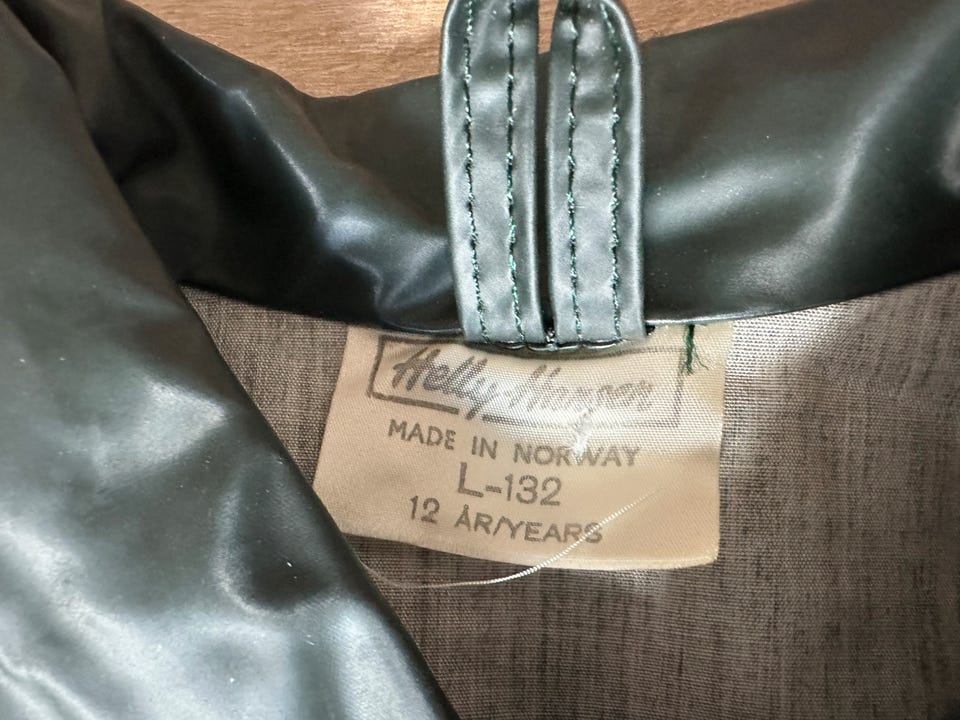 Helly-Hansen
MADE IN NORWAY
L-132
12 ÅR/YEARS